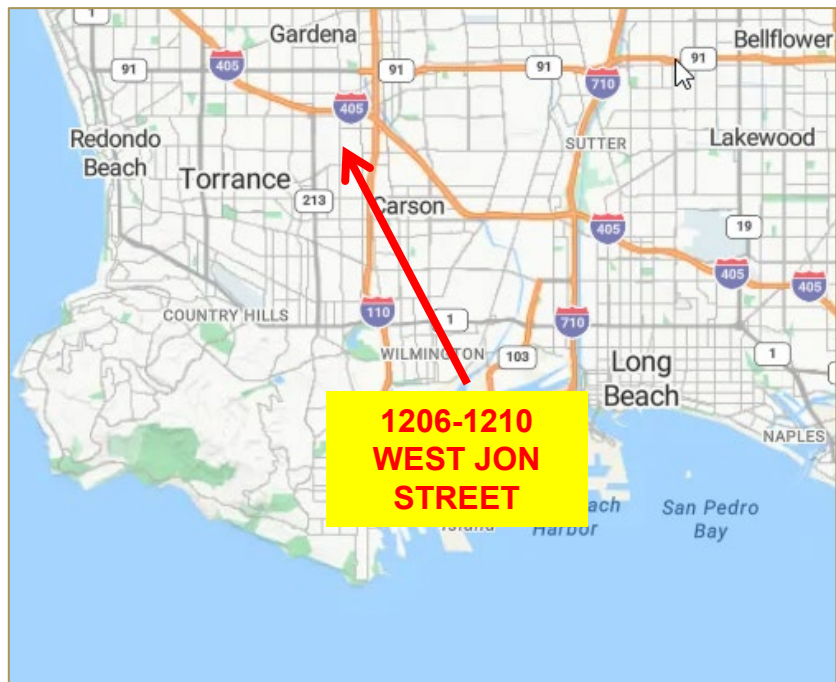 1
Gardena
Bellflower
405
91
91
91
91
710
405
SUTTER
Redondo
Beach
Lakewood
Torrance
213
Carson
19
405
405
405
COUNTRY HILLS
110
1
710
WILMINGTON
103
1
Long
Beach
1206-1210
WEST JON
STREET
NAPLES
San Pedro
Bay
Harbor